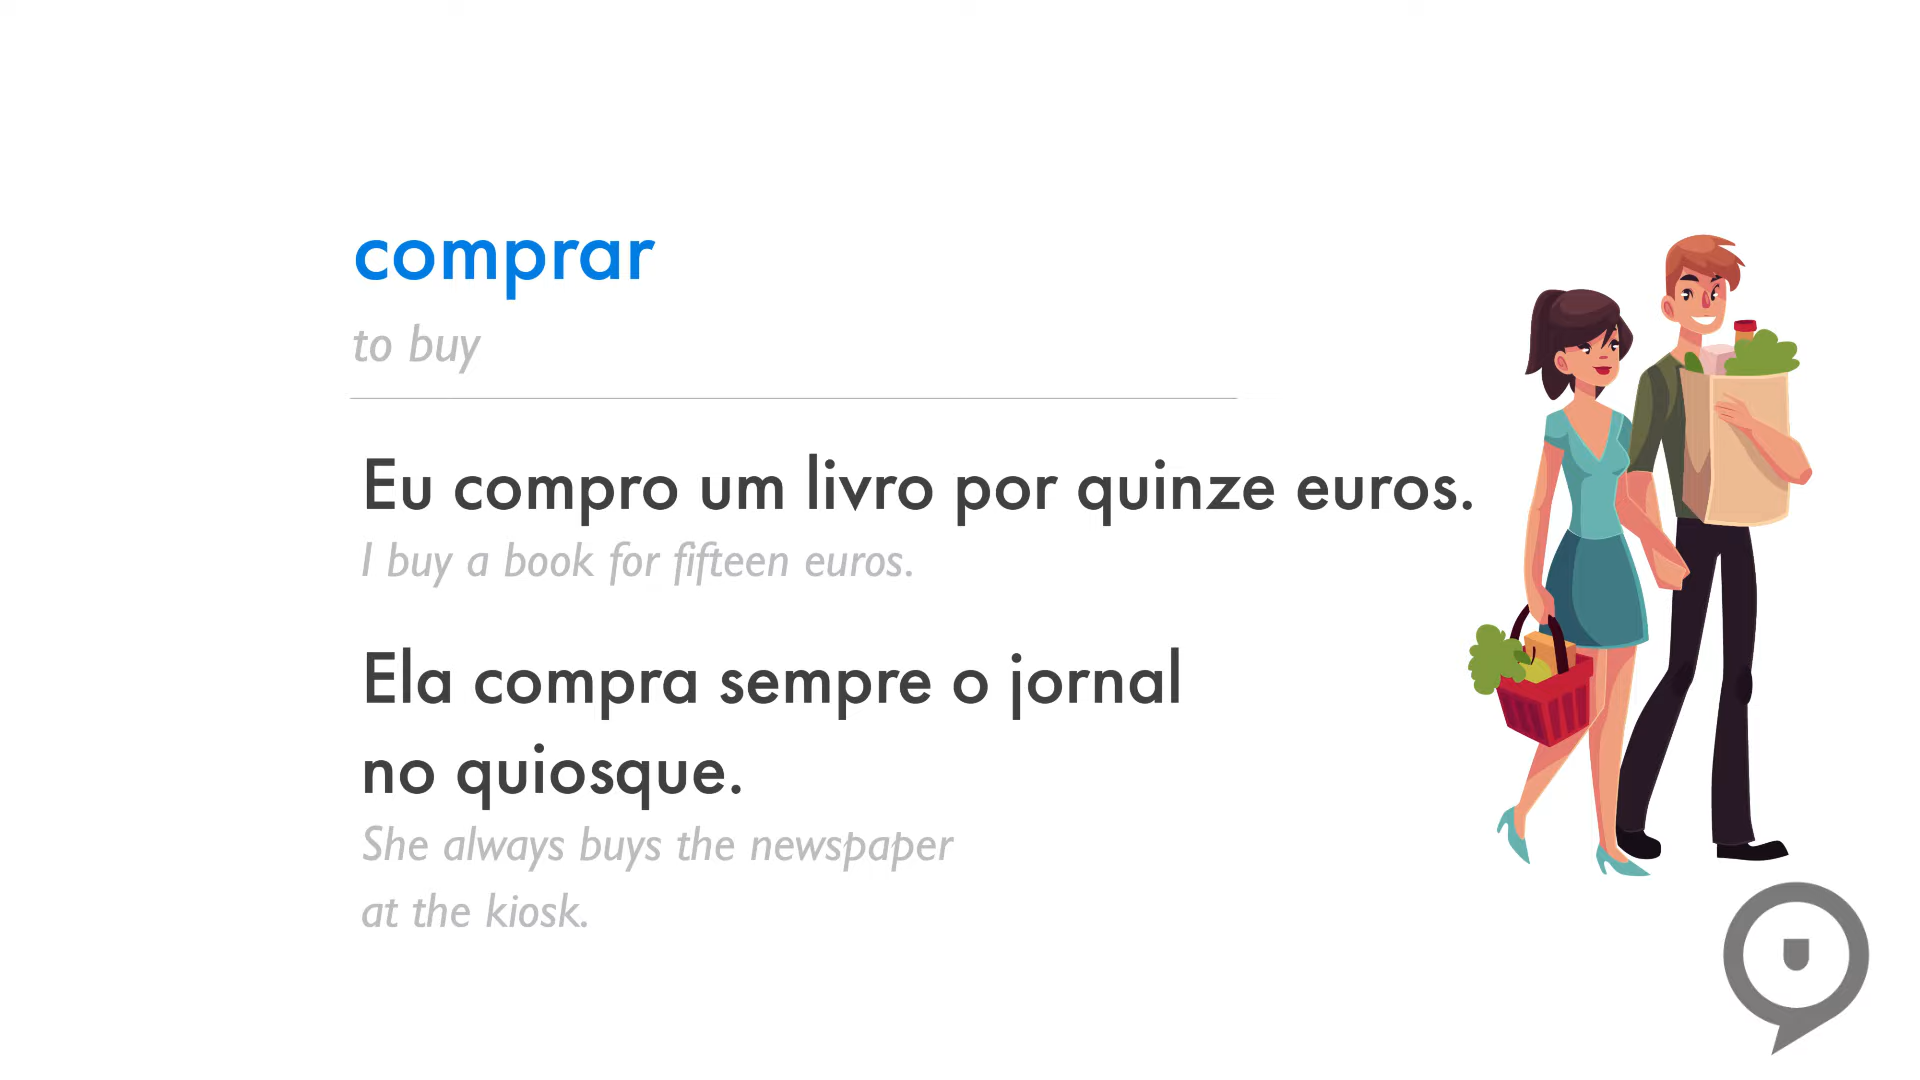 comprar
to buy
Eu compro um livro por quinze euros.
I buy a book for fifteen euros.
Ela compra sempre o jornal
no quiosque.
She always buys the newspaper
at the kiosk.